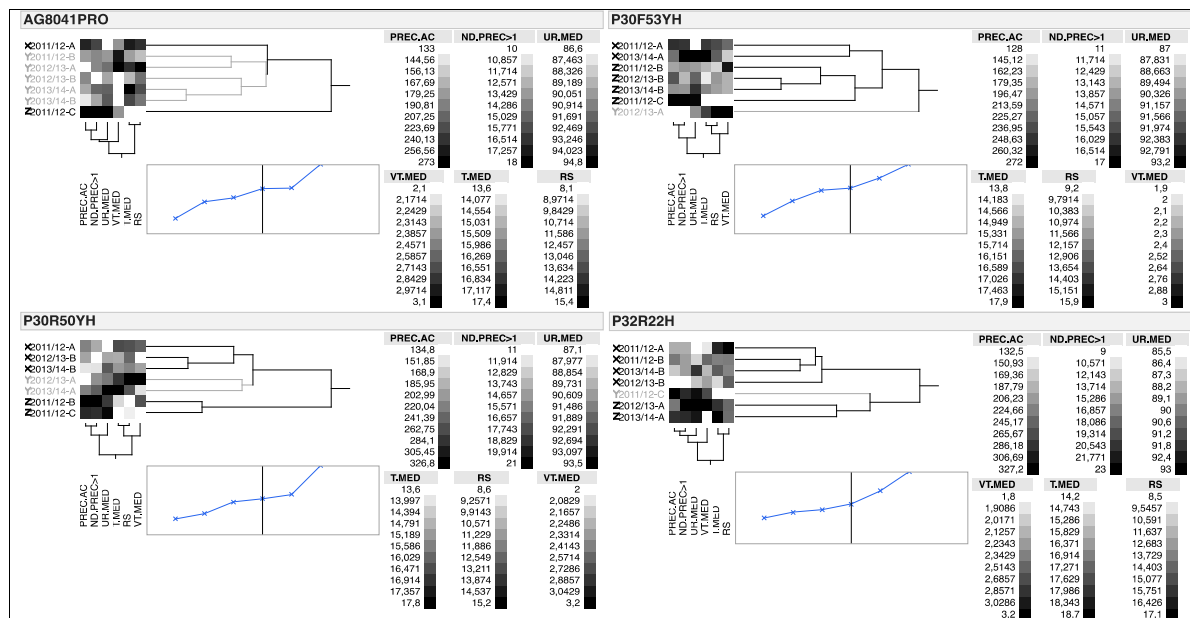 AG8041PRO
X 2011/12-A
Y 2011/12-B
Y 2012/13-A
Y 2012/13-B
Y 2013/14-A
Y 2013/14-B
Z 2011/12-C
PREC.AC
ND.PREC>1
UR.MED
VT.MED
T.MED
RS
PREC.AC ND.PREC>1 UR.MED
133 10 86,6
144,56 10,857 87,463
156,13 11,714 88,326
167,69 12,571 89,189
179,25 13,429 90,051
190,81 14,286 90,914
207,25 15,029 91,691
223,69 15,771 92,469
240,13 16,514 93,246
256,56 17,257 94,023
273 18 94,8
VT.MED T.MED RS
2,1 13,6 8,1
2,1714 14,077 8,9714
2,2429 14,554 9,8429
2,3143 15,031 10,714
2,3857 15,509 11,586
2,4571 15,986 12,457
2,5857 16,269 13,046
2,7143 16,551 13,634
2,8429 16,834 14,223
2,9714 17,117 14,811
3,1 17,4 15,4
P30F53YH
X 2011/12-A
X 2013/14-A
Z 2011/12-B
Z 2012/13-B
Z 2013/14-B
Z 2011/12-C
Y 2012/13-A
PREC.AC
ND.PREC>1
UR.MED
T.MED
RS
VT.MED
PREC.AC ND.PREC>1 UR.MED
128 11 87
145,12 11,714 87,831
162,23 12,429 88,663
179,35 13,143 89,494
196,47 13,857 90,326
213,59 14,571 91,157
225,27 15,057 91,566
236,95 15,543 91,974
248,63 16,029 92,383
260,32 16,514 92,791
272 17 93,2
T.MED RS VT.MED
13,8 9,2 1,9
14,183 9,7914 2
14,566 10,383 2,1
14,949 10,974 2,2
15,331 11,566 2,3
15,714 12,157 2,4
16,151 12,906 2,52
16,589 13,654 2,64
17,026 14,403 2,76
17,463 15,151 2,88
17,9 15,9 3
P30R50YH
X 2011/12-A
X 2012/13-B
X 2013/14-B
Y 2012/13-A
Y 2013/14-A
Z 2011/12-B
Z 2011/12-C
PREC.AC
ND.PREC>1
UR.MED
T.MED
RS
VT.MED
PREC.AC ND.PREC>1 UR.MED
134,8 11 87,1
151,85 11,914 87,977
168,9 12,829 88,854
185,95 13,743 89,731
202,99 14,657 90,609
220,04 15,571 91,486
241,39 16,657 91,889
262,75 17,743 92,291
284,1 18,829 92,694
305,45 19,914 93,097
326,8 21 93,5
T.MED RS VT.MED
13,6 8,6 2
13,997 9,2571 2,0829
14,394 9,9143 2,1657
14,791 10,571 2,2486
15,189 11,229 2,3314
15,586 11,886 2,4143
16,029 12,549 2,5714
16,471 13,211 2,7286
16,914 13,874 2,8857
17,357 14,537 3,0429
17,8 15,2 3,2
P32R22H
X 2011/12-A
X 2011/12-B
X 2013/14-B
X 2012/13-B
Y 2011/12-C
Z 2012/13-A
Z 2013/14-A
PREC.AC
ND.PREC>1
UR.MED
VT.MED
T.MED
RS
PREC.AC ND.PREC>1 UR.MED
132,5 9 85,5
150,93 10,571 86,4
169,36 12,143 87,3
187,79 13,714 88,2
206,23 15,286 89,1
224,66 16,857 90
245,17 18,086 90,6
265,67 19,314 91,2
286,18 20,543 91,8
306,69 21,771 92,4
327,2 23 93
VT.MED T.MED RS
1,8 14,2 8,5
1,9086 14,743 9,5457
2,0171 15,286 10,591
2,1257 15,829 11,637
2,2343 16,371 12,683
2,3429 16,914 13,729
2,5143 17,271 14,403
2,6857 17,629 15,077
2,8571 17,986 15,751
3,0286 18,343 16,426
3,2 18,7 17,1